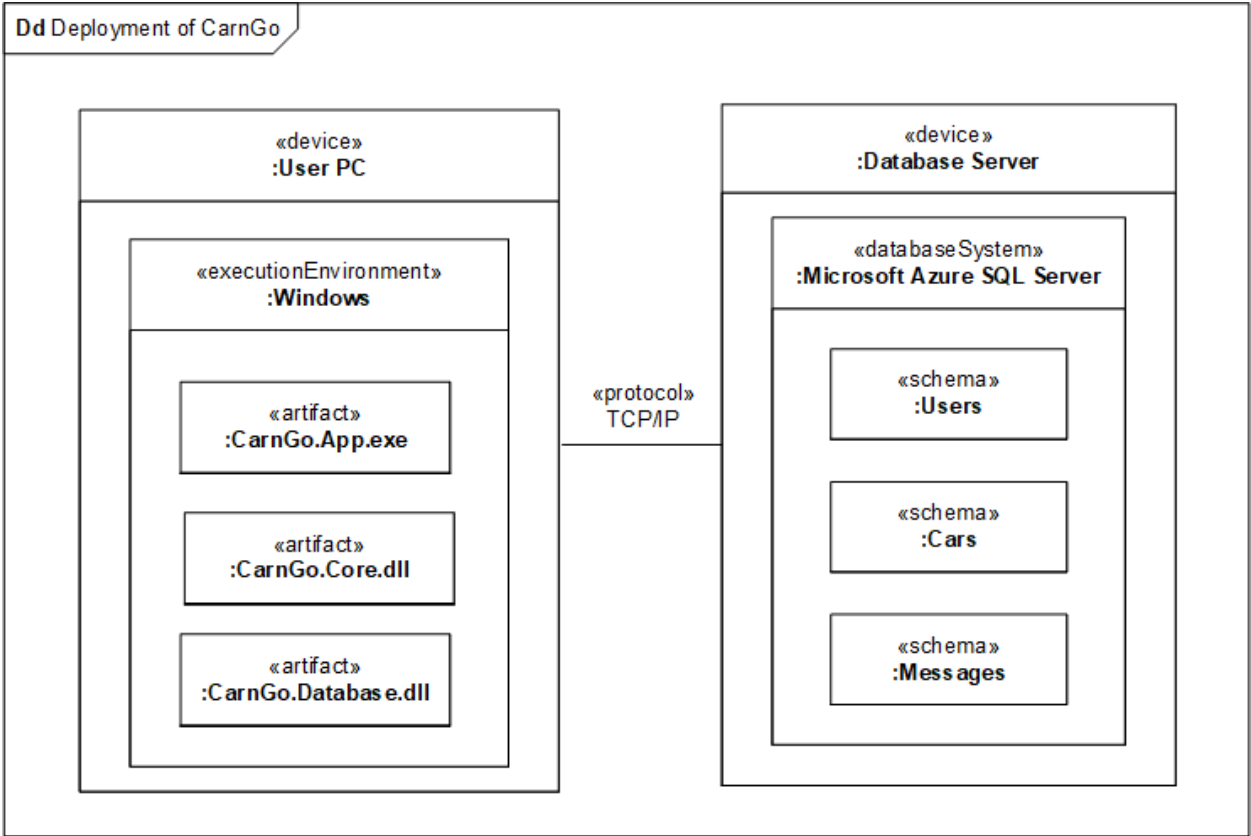 Dd Deployment of CarnGo
«device»
:User PC
«executionEnvironment»
:Windows
«artifact»
:CarnGo.App.exe
«artifact»
:CarnGo.Core.dll
«artifact»
:CarnGo.Database.dll
«protocol»
TCP/IP
«device»
:Database Server
«databaseSystem»
:Microsoft Azure SQL Server
«schema»
:Users
«schema»
:Cars
«schema»
:Messages